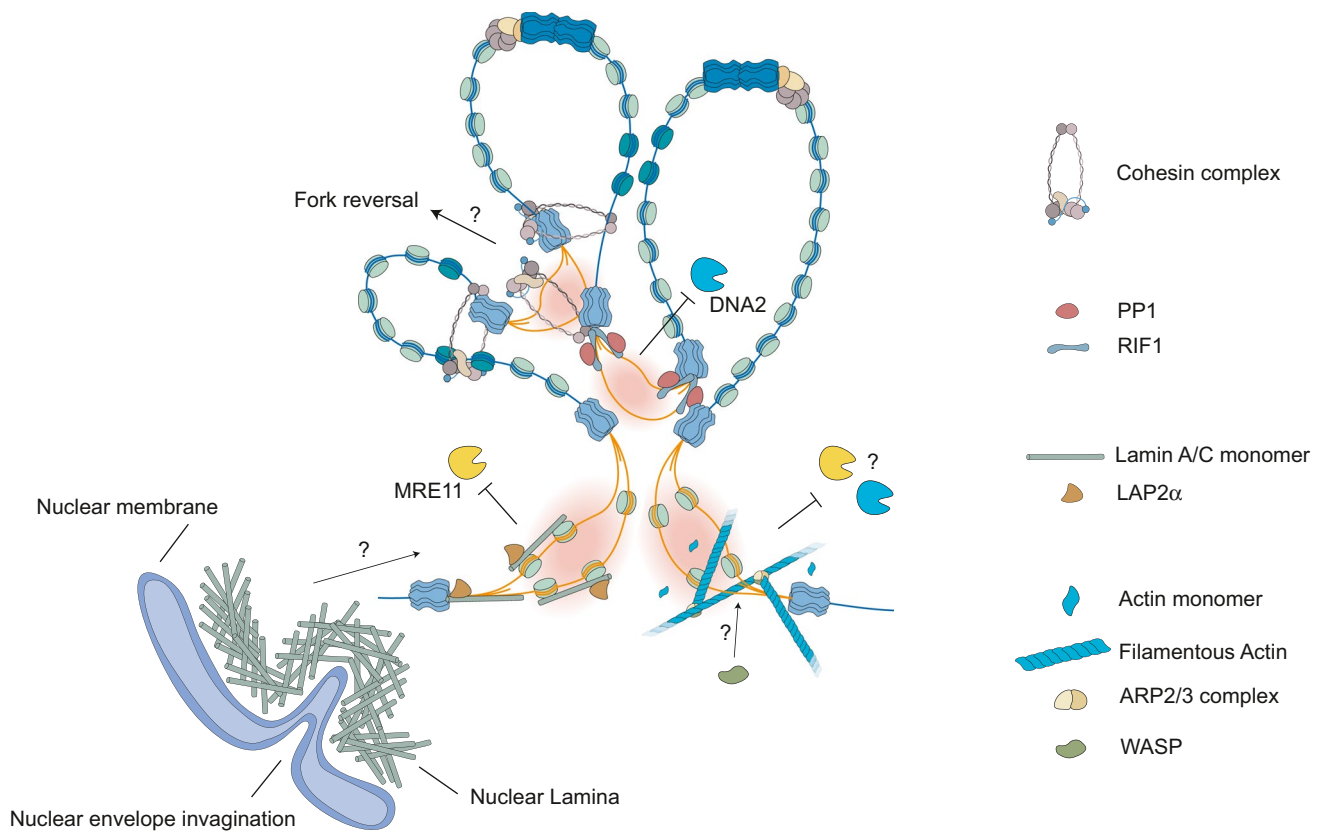 Fork reversal
?
DNA2
MRE11
?
Nuclear membrane
?
?
Nuclear Lamina
Nuclear envelope invagination
Cohesin complex
PP1
RIF1
Lamin A/C monomer
LAP2α
Actin monomer
Filamentous Actin
ARP2/3 complex
WASP